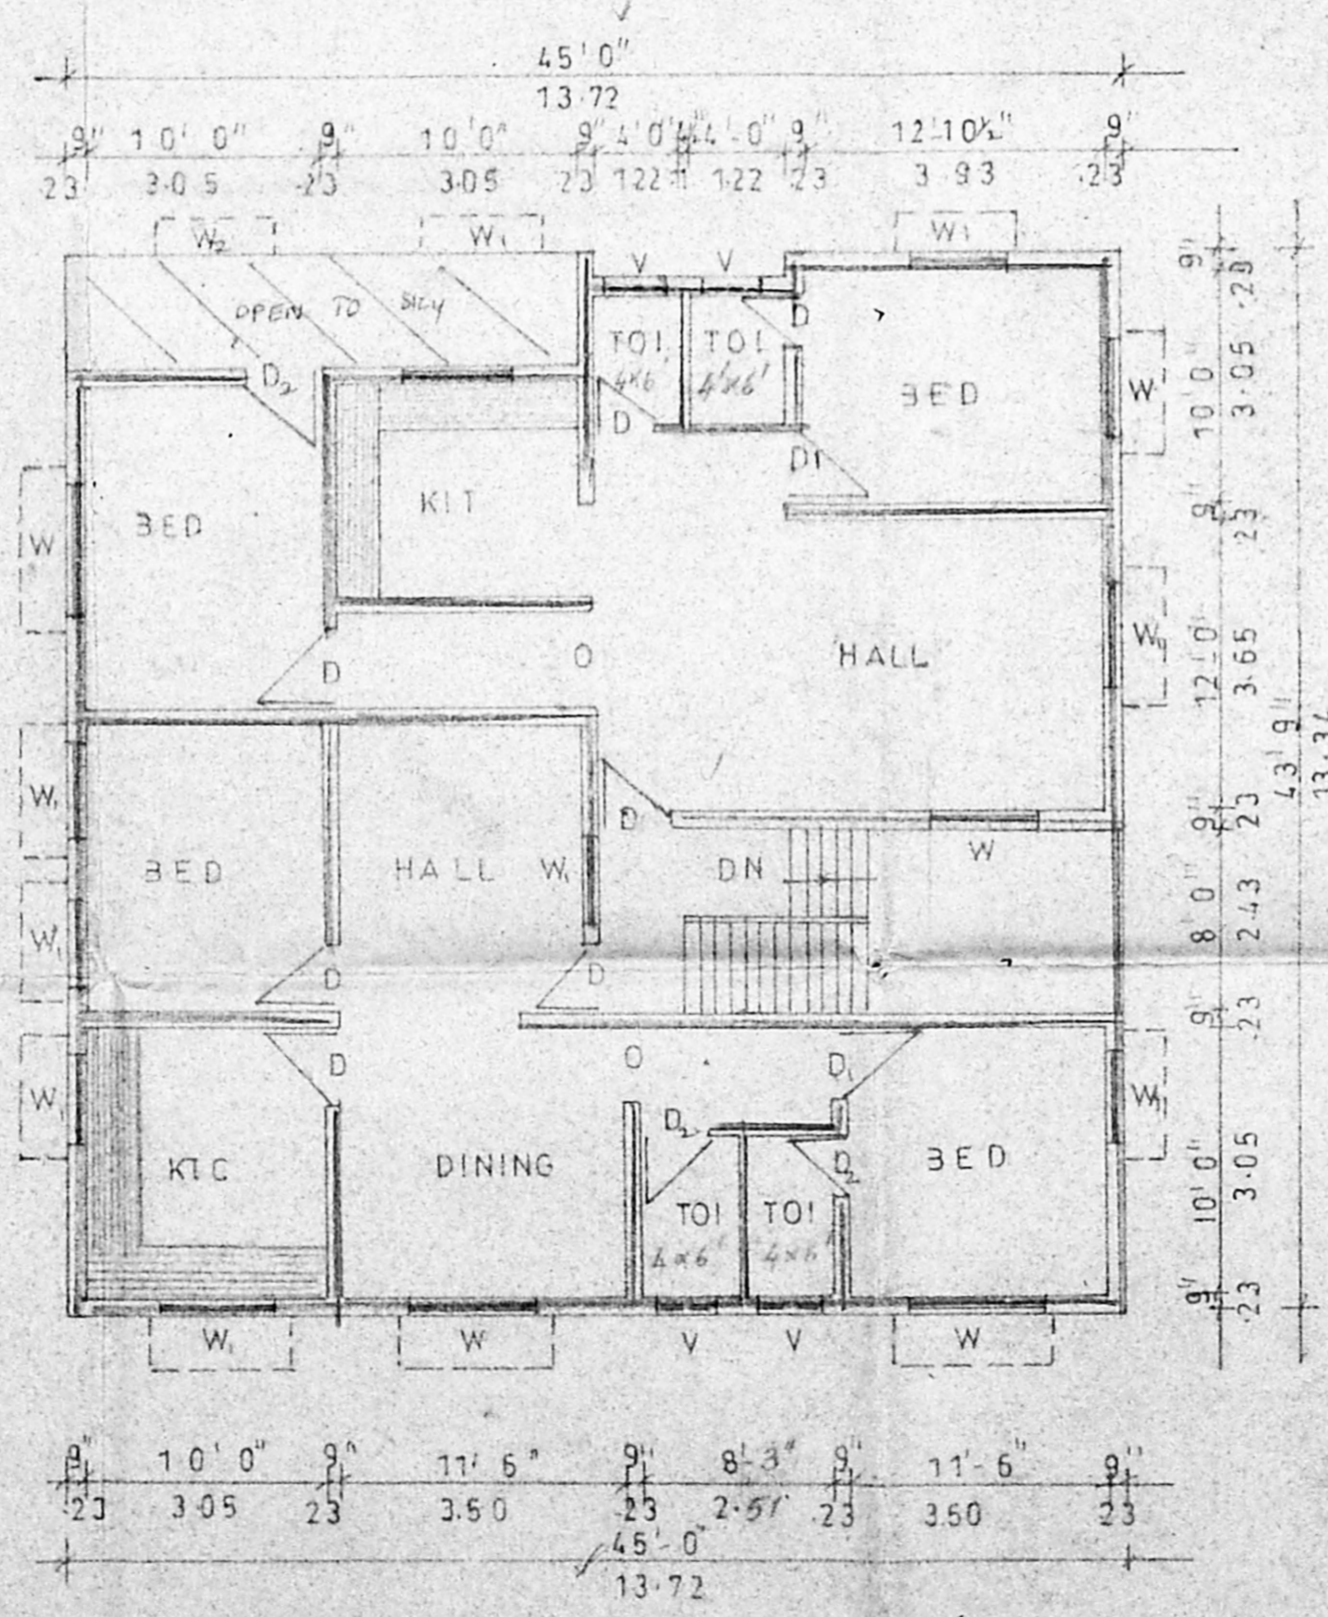 45'0"
13.72
9" 10'0" 9" 10'0" 9" 4'0" 4½" 4'-0" 9" 12'-10½" 9"
.23 3.05 .23 3.05 23 1.22 .11 1.22 .23 3.93 .23
W2 W1 W1
V V
OPEN TO SKY
TOI TOI D
4x6' 4'x6'
D2 BED W
D
D1
KIT
BED
W
HALL W1
D O
W1 BED HALL W1 D DN W
W1
D D
O
D D1
W1 D2 W1
KIC DINING D2 BED
TOI TOI
4x6' 4x6'
W1 W V V W
9" 10'0" 9" 11'6" 9" 8'-3" 9" 11'-6" 9"
.23 3.05 23 3.50 .23 2.51 .23 3.50 .23
45'-0"
13.72
9" 10'0" 9" 12'-0" 9" 8'0" 9" 10'0" 9"
3.05 23 3.65 23 2.43 .23 3.05 .23
43'9"